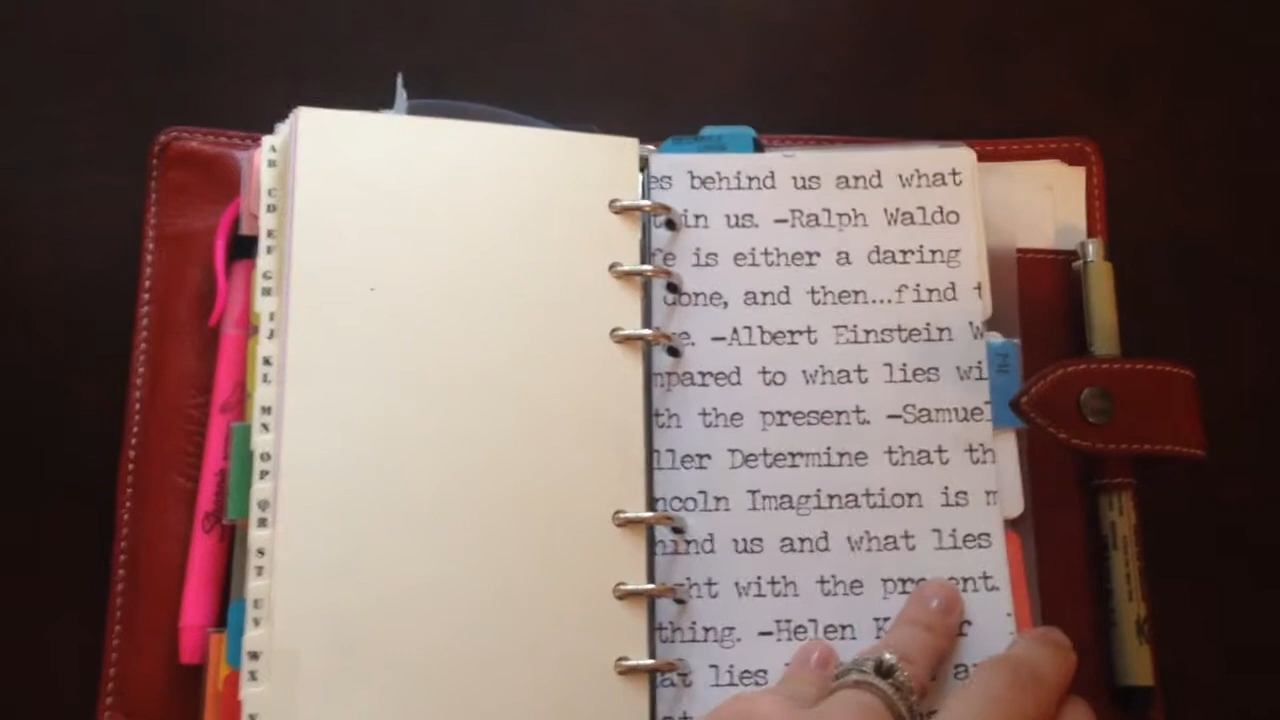 A
B
C
D
E
F
G
H
I
J
K
L
M
N
O
P
Q
R
S
T
U
V
W
X
es behind us and what
in us. -Ralph Waldo
fe is either a daring
done, and then...find t
-Albert Einstein W
mpared to what lies wi
th the present. -Samuel
ller Determine that th
ncoln Imagination is m
hind us and what lies
ght with the present.
thing. -Helen
at lies